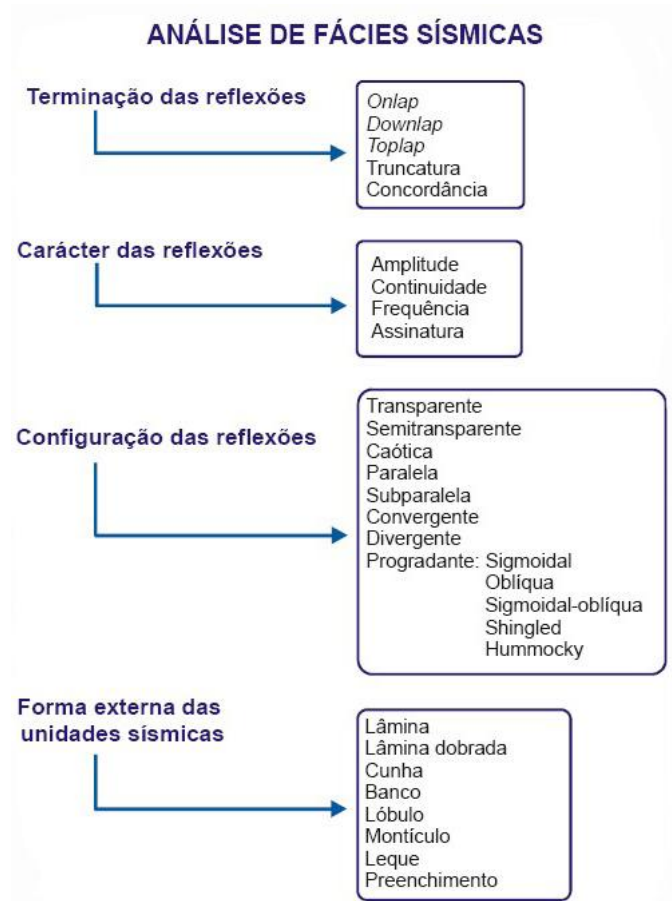 ANÁLISE DE FÁCIES SÍSMICAS
Terminação das reflexões
Onlap
Downlap
Toplap
Truncatura
Concordância
Carácter das reflexões
Amplitude
Continuidade
Frequência
Assinatura
Configuração das reflexões
Transparente
Semitransparente
Caótica
Paralela
Subparalela
Convergente
Divergente
Progradante: Sigmoidal
Oblíqua
Sigmoidal-oblíqua
Shingled
Hummocky
Forma externa das
unidades sísmicas
Lâmina
Lâmina dobrada
Cunha
Banco
Lóbulo
Montículo
Leque
Preenchimento